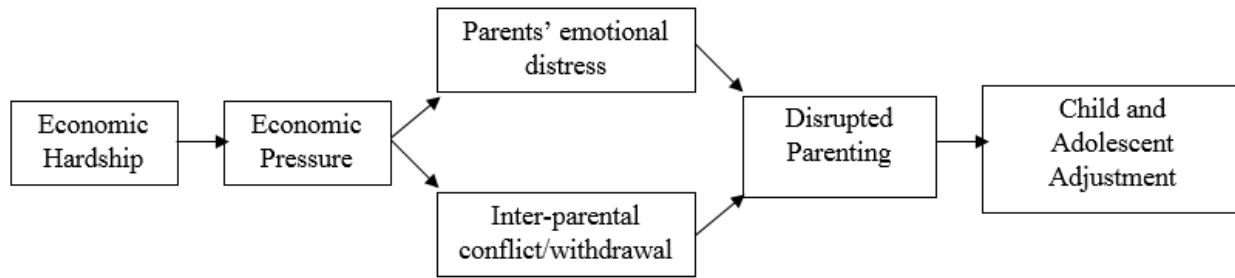 Economic
Hardship
Economic
Pressure
Parents’ emotional
distress
Inter-parental
conflict/withdrawal
Disrupted
Parenting
Child and
Adolescent
Adjustment